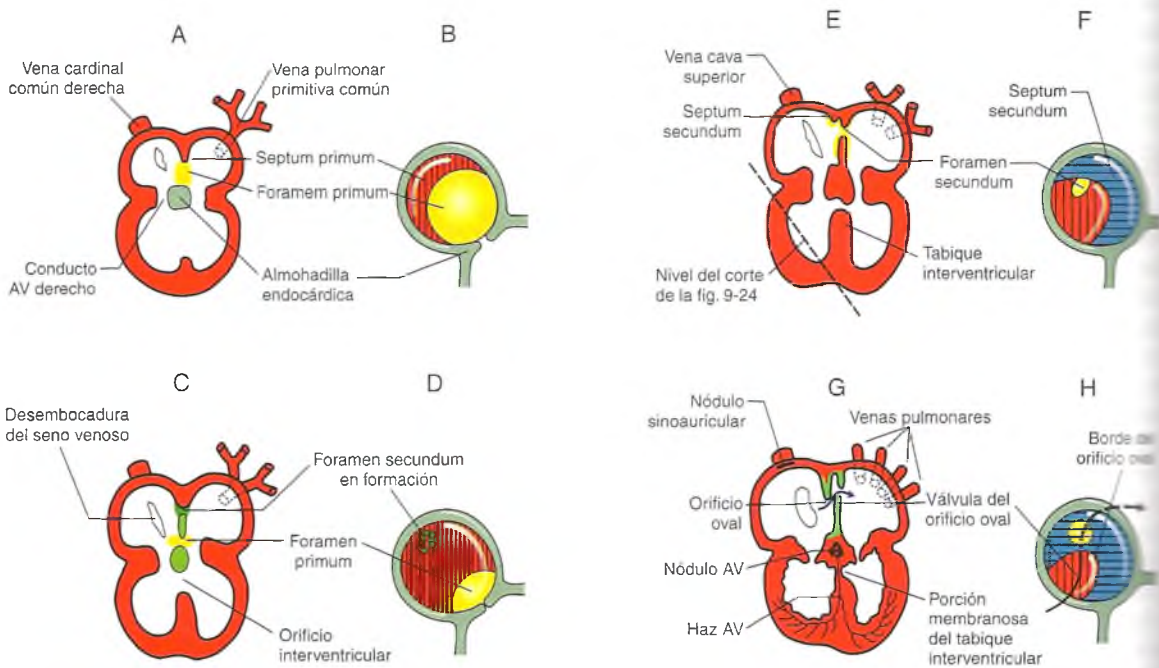 A
B
Vena cardinal
común derecha
Vena pulmonar
primitiva común
Septum primum
Foramem primum
Conducto
AV derecho
Almohadilla
endocárdica
E
F
Vena cava
superior
Septum
secundum
Septum
secundum
Foramen
secundum
Nivel del corte
de la fig. 9-24
Tabique
interventricular
C
D
Desembocadura
del seno venoso
Foramen secundum
en formación
Foramen
primum
Orificio
interventricular
G
H
Nódulo
sinoauricular
Venas pulmonares
Borde
orificio
Orificio
oval
Válvula del
orificio oval
Nódulo AV
Haz AV
Porción
membranosa
del tabique
interventricular